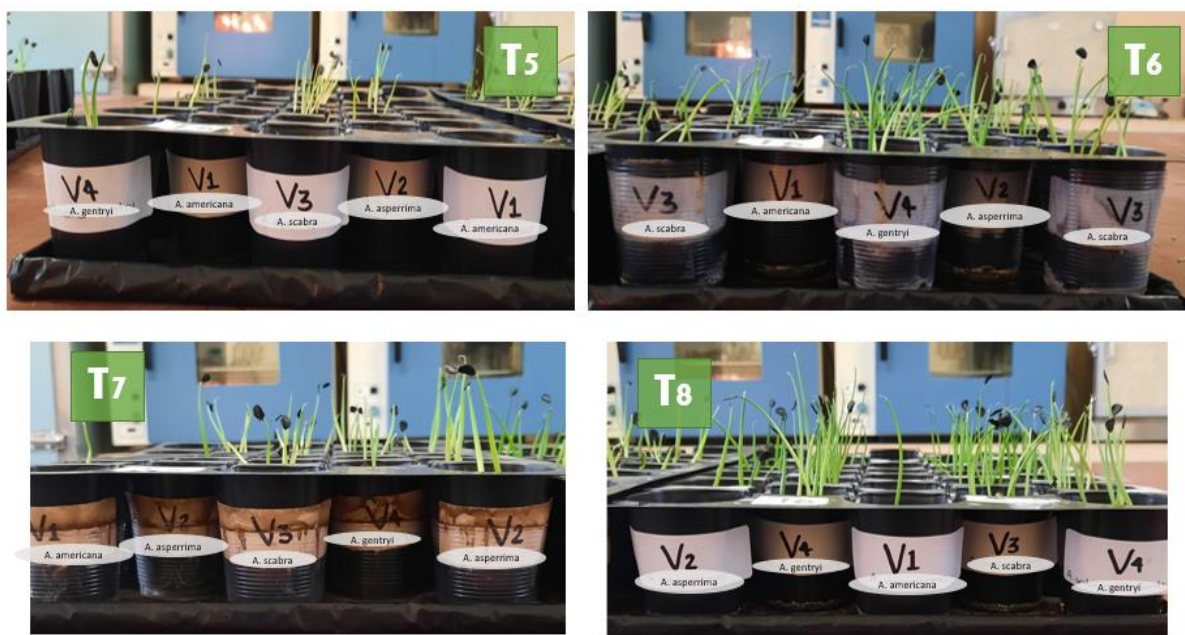 T5
V4
A. gentryi
V1
A. americana
V3
A. scabra
V2
A. asperrima
V1
A. americana
T6
V3
A. scabra
V1
A. americana
V4
A. gentryi
V2
A. asperrima
V3
A. scabra
T7
V1
A. americana
V2
A. asperrima
V3
A. scabra
V4
A. gentryi
V2
A. asperrima
T8
V2
A. asperrima
V4
A. gentryi
V1
A. americana
V3
A. scabra
V4
A. gentryi